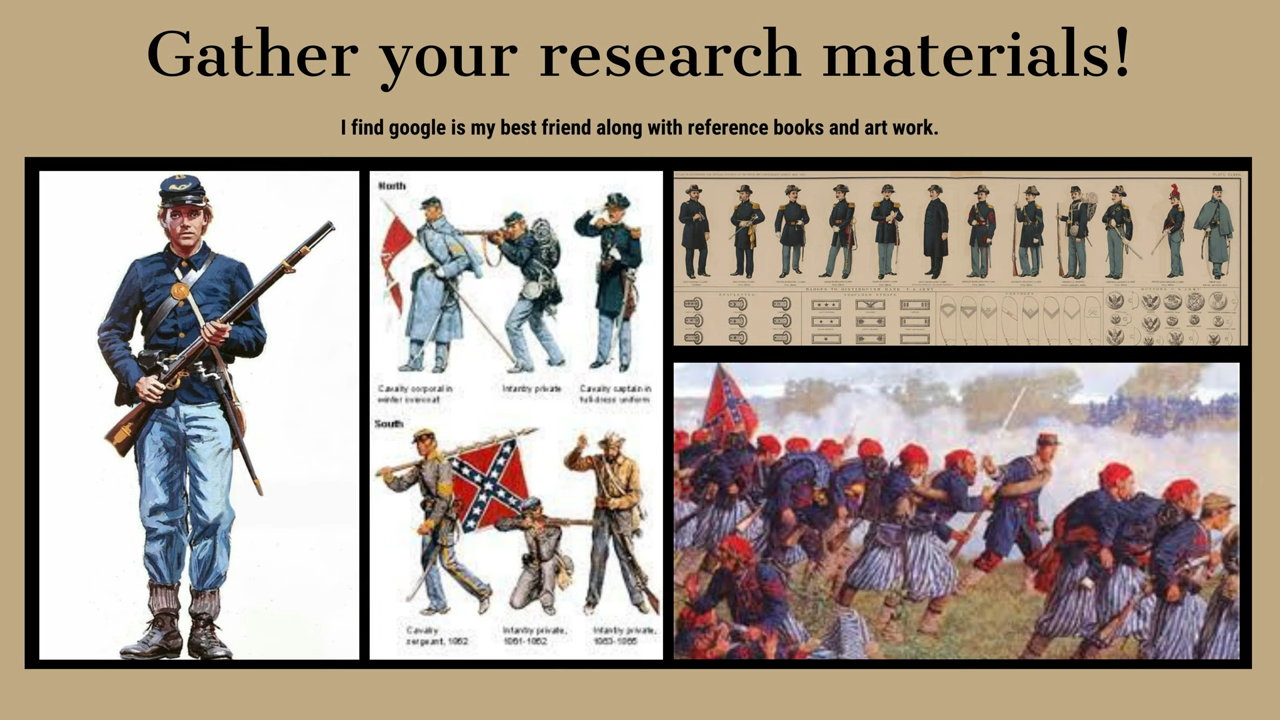 Gather your research materials!
I find google is my best friend along with reference books and art work.
North
Cavalry corporal in
winter overcoat
Infantry private
Cavalry captain in
full-dress uniform
South
Cavalry
sergeant, 1862
Infantry private,
1861-1862
Infantry private,
1863-1865